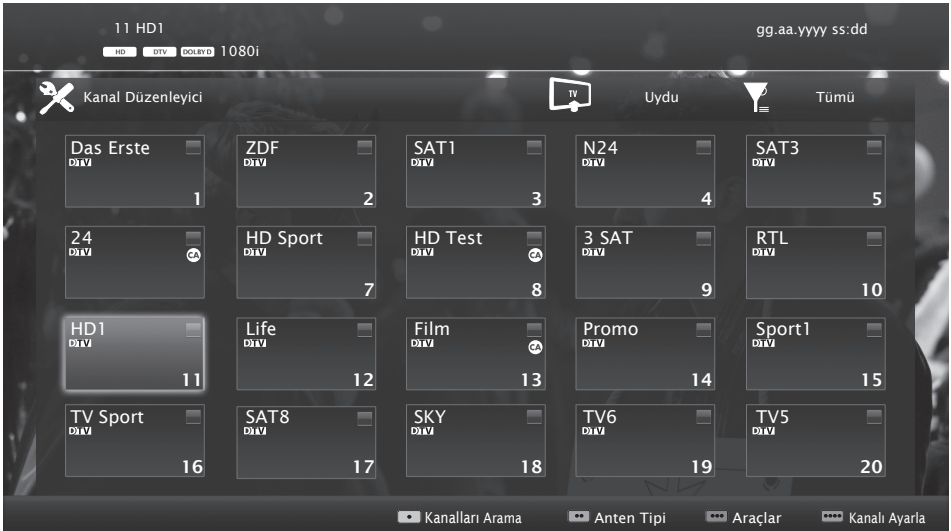 11 HD1
gg.aa.yyyy ss:dd
HD DTV DOLBY D 1080i
Kanal Düzenleyici
TV
Uydu
Tümü
Das Erste
DTV
1
ZDF
DTV
2
SAT1
DTV
3
N24
DTV
4
SAT3
DTV
5
24
DTV
CA
HD Sport
DTV
7
HD Test
DTV
CA
8
3 SAT
DTV
9
RTL
DTV
10
HD1
DTV
11
Life
DTV
12
Film
DTV
CA
13
Promo
DTV
14
Sport1
DTV
15
TV Sport
DTV
16
SAT8
DTV
17
SKY
DTV
18
TV6
DTV
19
TV5
DTV
20
Kanalları Arama
Anten Tipi
Araçlar
Kanalı Ayarla